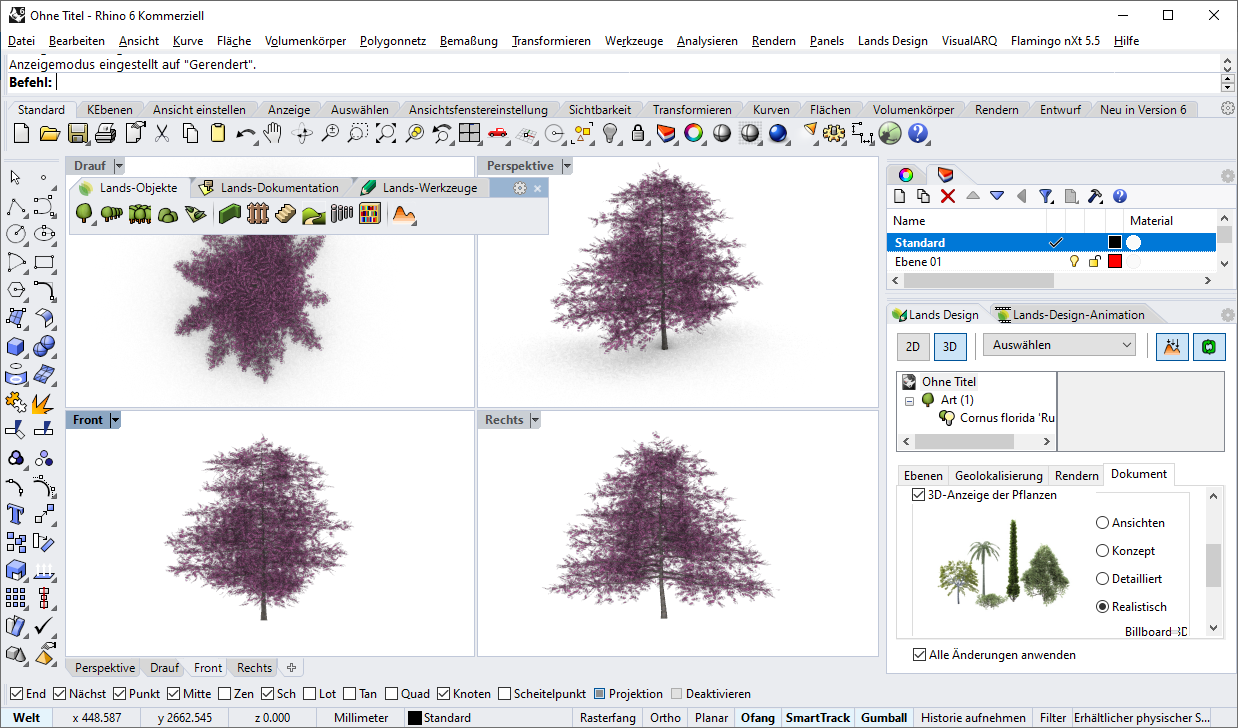 Ohne Titel - Rhino 6 Kommerziell
Datei Bearbeiten Ansicht Kurve Fläche Volumenkörper Polygonnetz Bemaßung Transformieren Werkzeuge Analysieren Rendern Panels Lands Design VisualARQ Flamingo nXt 5.5 Hilfe
Anzeigemodus eingestellt auf "Gerendert".
Befehl:
Standard KEbenen Ansicht einstellen Anzeige Auswählen Ansichtsfenstereinstellung Sichtbarkeit Transformieren Kurven Flächen Volumenkörper Rendern Entwurf Neu in Version 6
Drauf
Lands-Objekte Lands-Dokumentation Lands-Werkzeuge
Perspektive
Front
Rechts
Name Material
Standard
Ebene 01
Lands Design Lands-Design-Animation
2D 3D Auswählen
Ohne Titel
Art (1)
Cornus florida 'Ru
Ebenen Geolokalisierung Rendern Dokument
3D-Anzeige der Pflanzen
Ansichten
Konzept
Detailliert
Realistisch
Billboard 3D
Alle Änderungen anwenden
Perspektive Drauf Front Rechts
End Nächst Punkt Mitte Zen Sch Lot Tan Quad Knoten Scheitelpunkt Projektion Deaktivieren
Welt x 448.587 y 2662.545 z 0.000 Millimeter Standard Rasterfang Ortho Planar Ofang SmartTrack Gumball Historie aufnehmen Filter Erhältlicher physischer S...